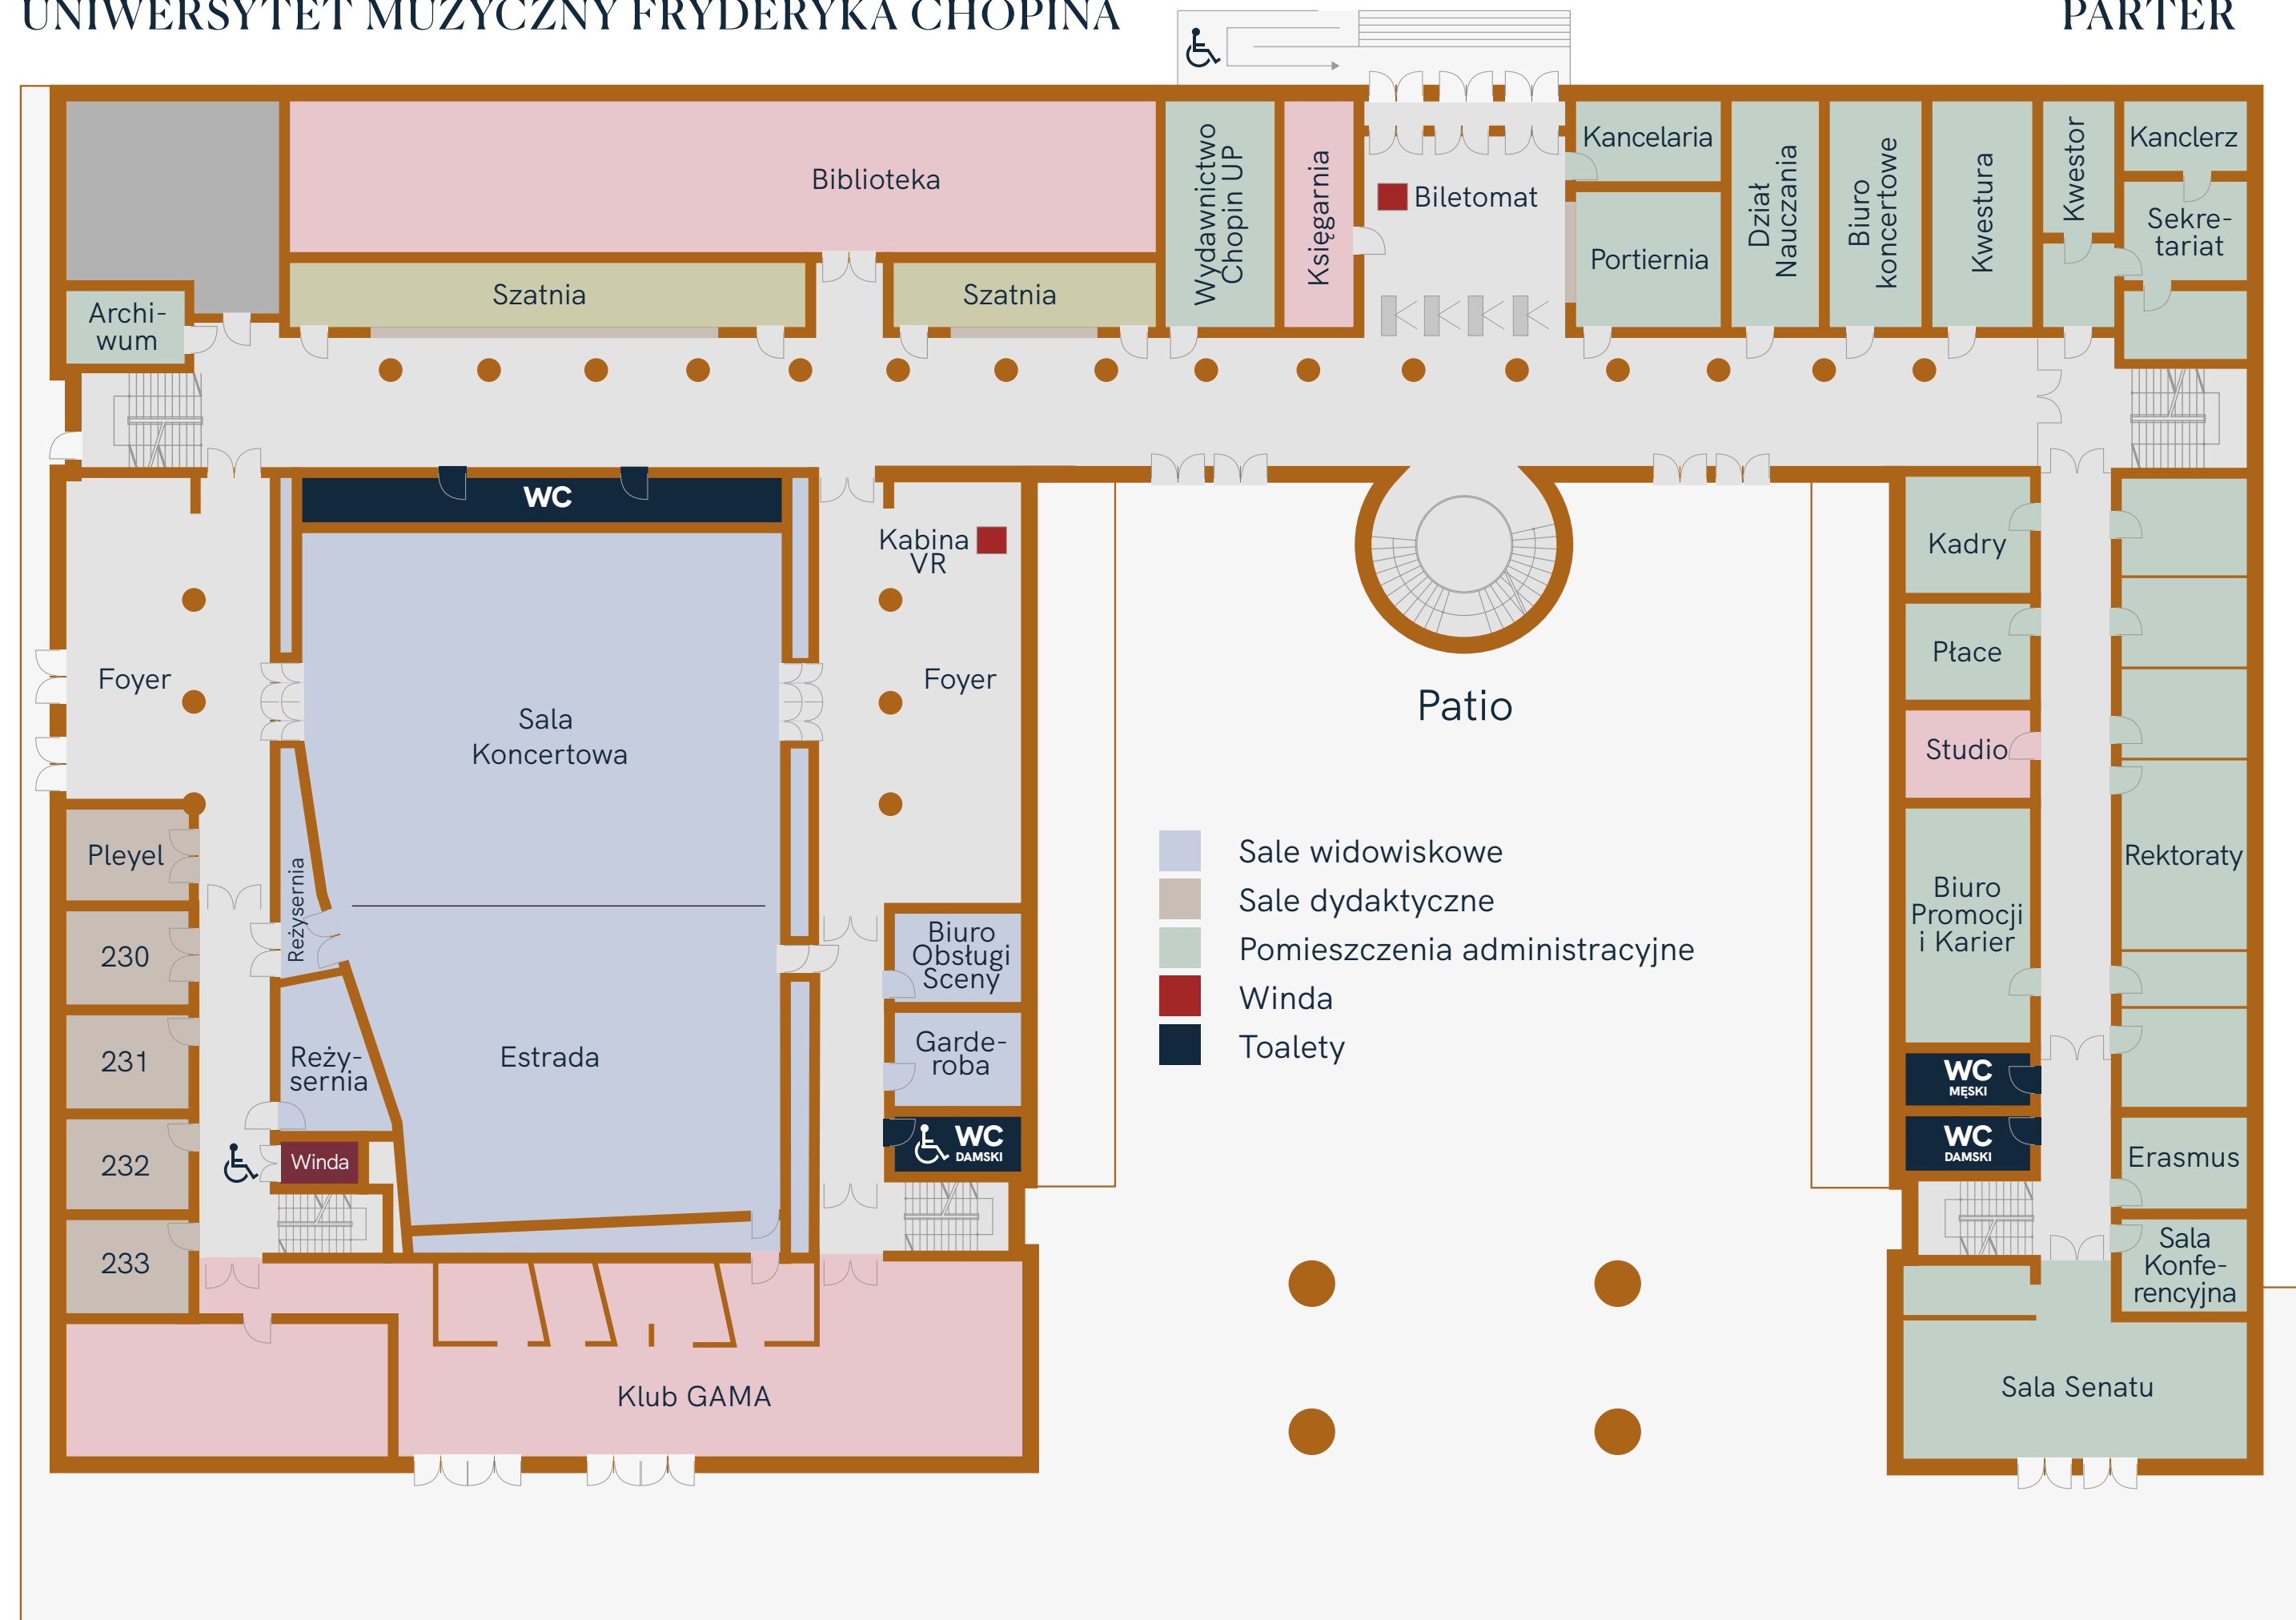 UNIWERSYTET MUZYCZNY FRYDERYKA CHOPINA
PARTER
Biblioteka
Wydawnictwo
Chopin UP
Księgarnia
Biletomat
Kancelaria
Portiernia
Dział
Nauczania
Biuro
koncertowe
Kwestura
Kwestor
Kanclerz
Sekre-
tariat
Szatnia
Szatnia
Archi-
wum
WC
Kabina
VR
Foyer
Foyer
Sala
Koncertowa
Patio
Kadry
Płace
Studio
Biuro
Promocji
i Karier
Rektoraty
Pleyel
230
231
232
233
Reżysernia
Reży-
sernia
Estrada
Winda
Biuro
Obsługi
Sceny
Garde-
roba
WC
DAMSKI
Sale widowiskowe
Sale dydaktyczne
Pomieszczenia administracyjne
Winda
Toalety
WC
MĘSKI
WC
DAMSKI
Erasmus
Sala
Konfe-
rencyjna
Sala Senatu
Klub GAMA